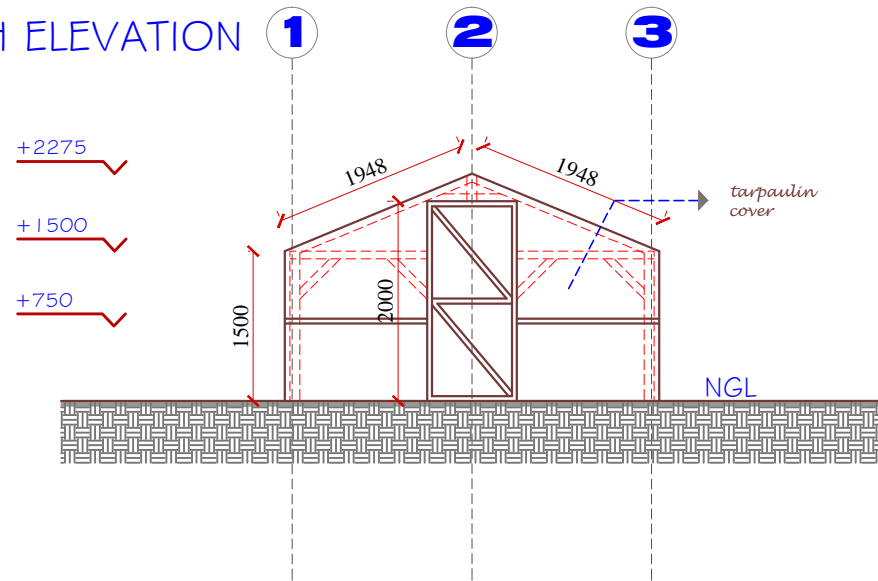 H ELEVATION
1
2
3
+2275
+1500
+750
1948
1948
tarpaulin
cover
1500
2000
NGL